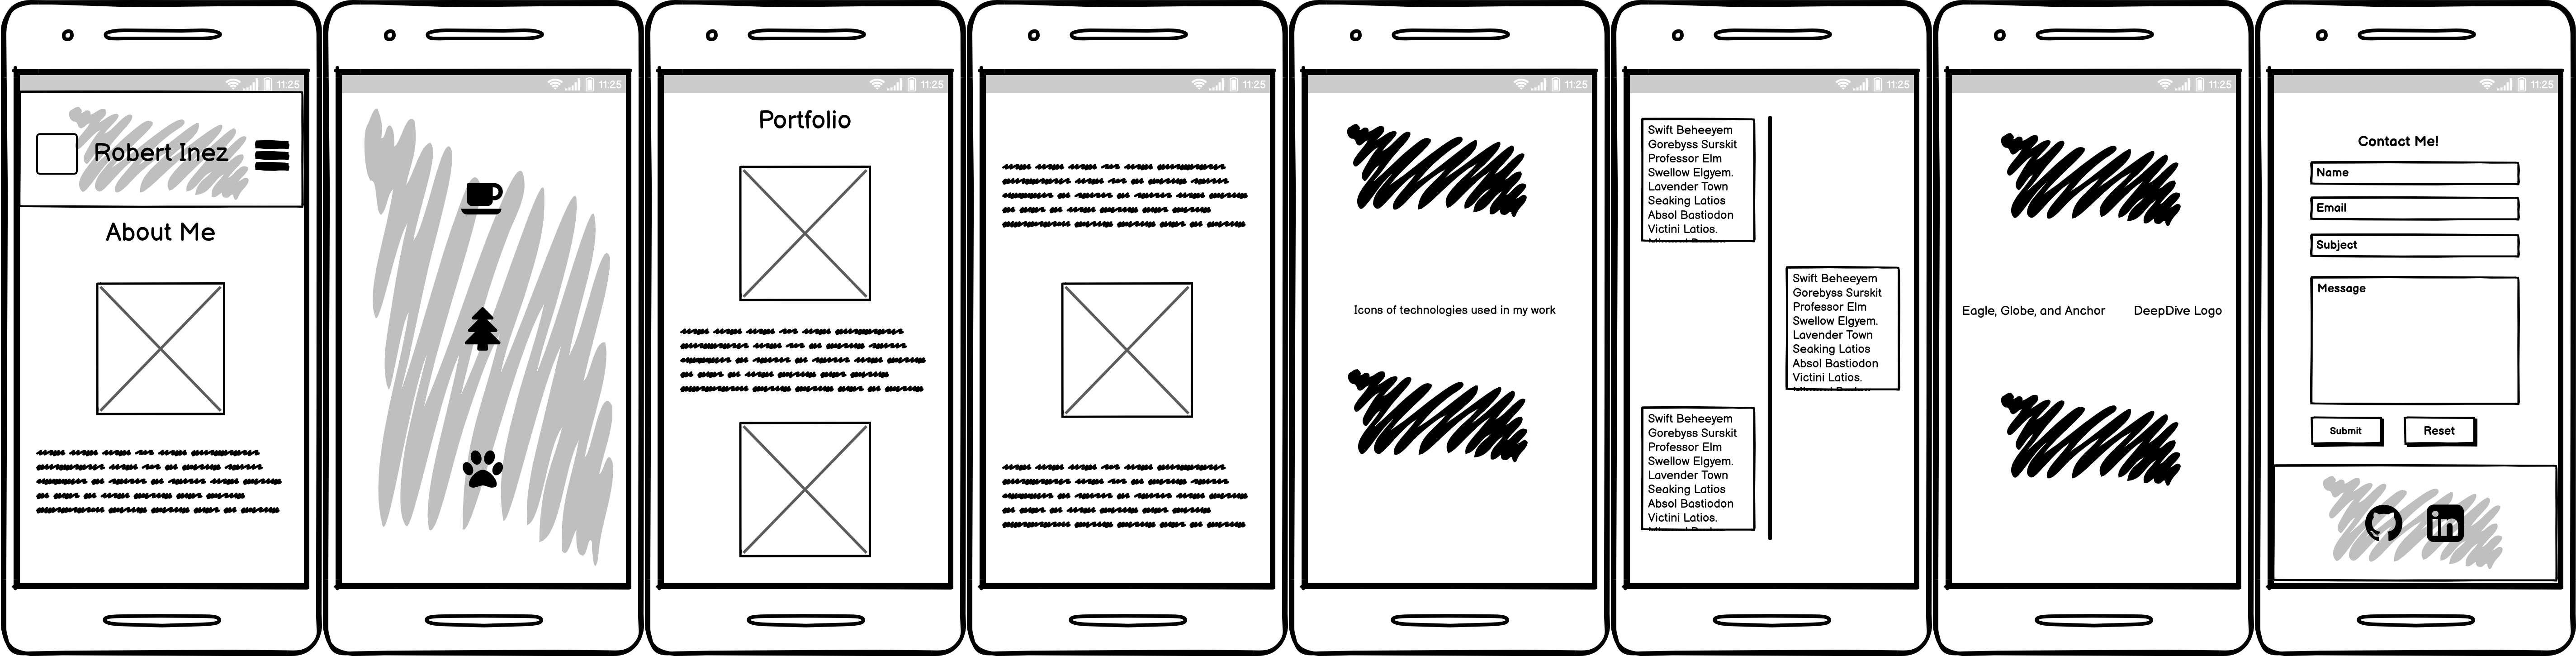 11:25
Robert Inez
About Me
11:25
11:25
Portfolio
11:25
11:25
Icons of technologies used in my work
11:25
Swift Beheeyem
Gorebyss Surskit
Professor Elm
Swellow Elgyem.
Lavender Town
Seaking Latios
Absol Bastiodon
Victini Latios.
Swift Beheeyem
Gorebyss Surskit
Professor Elm
Swellow Elgyem.
Lavender Town
Seaking Latios
Absol Bastiodon
Victini Latios.
Swift Beheeyem
Gorebyss Surskit
Professor Elm
Swellow Elgyem.
Lavender Town
Seaking Latios
Absol Bastiodon
Victini Latios.
11:25
Eagle, Globe, and Anchor
DeepDive Logo
11:25
Contact Me!
Name
Email
Subject
Message
Submit
Reset
in